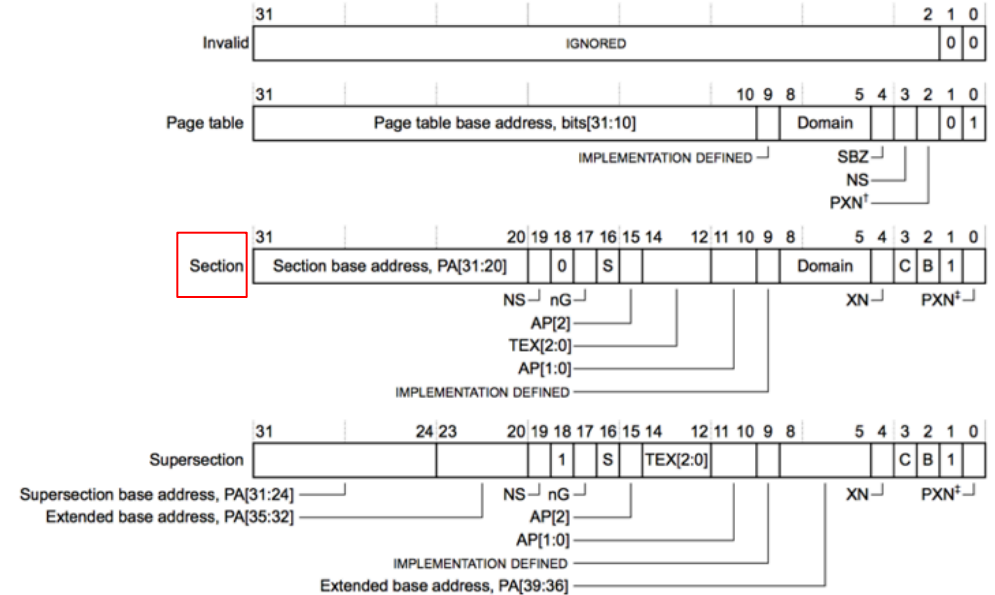 31 2 1 0
Invalid IGNORED 0 0
31 10 9 8 5 4 3 2 1 0
Page table Page table base address, bits[31:10] Domain 0 1
IMPLEMENTATION DEFINED SBZ
NS
PXN†
31 20 19 18 17 16 15 14 12 11 10 9 8 5 4 3 2 1 0
Section Section base address, PA[31:20] 0 S Domain C B 1
NS nG XN PXN‡
AP[2]
TEX[2:0]
AP[1:0]
IMPLEMENTATION DEFINED
31 24 23 20 19 18 17 16 15 14 12 11 10 9 8 5 4 3 2 1 0
Supersection 1 S TEX[2:0] C B 1
Supersection base address, PA[31:24] NS nG XN PXN‡
Extended base address, PA[35:32] AP[2]
AP[1:0]
IMPLEMENTATION DEFINED
Extended base address, PA[39:36]